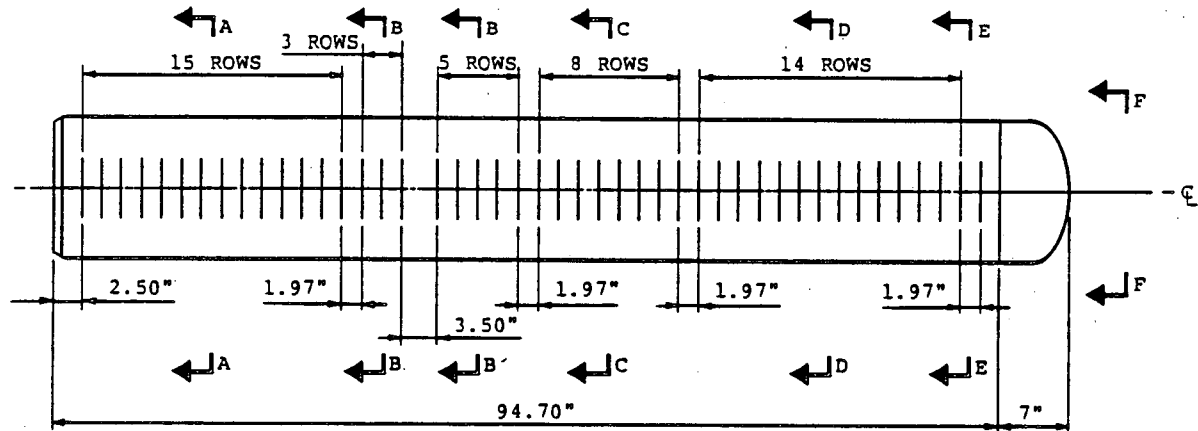 A B B C D E
3 ROWS
15 ROWS 5 ROWS 8 ROWS 14 ROWS
F
℄
2.50" 1.97" 1.97" 1.97" 1.97" F
3.50"
A B B C D E
94.70" 7"